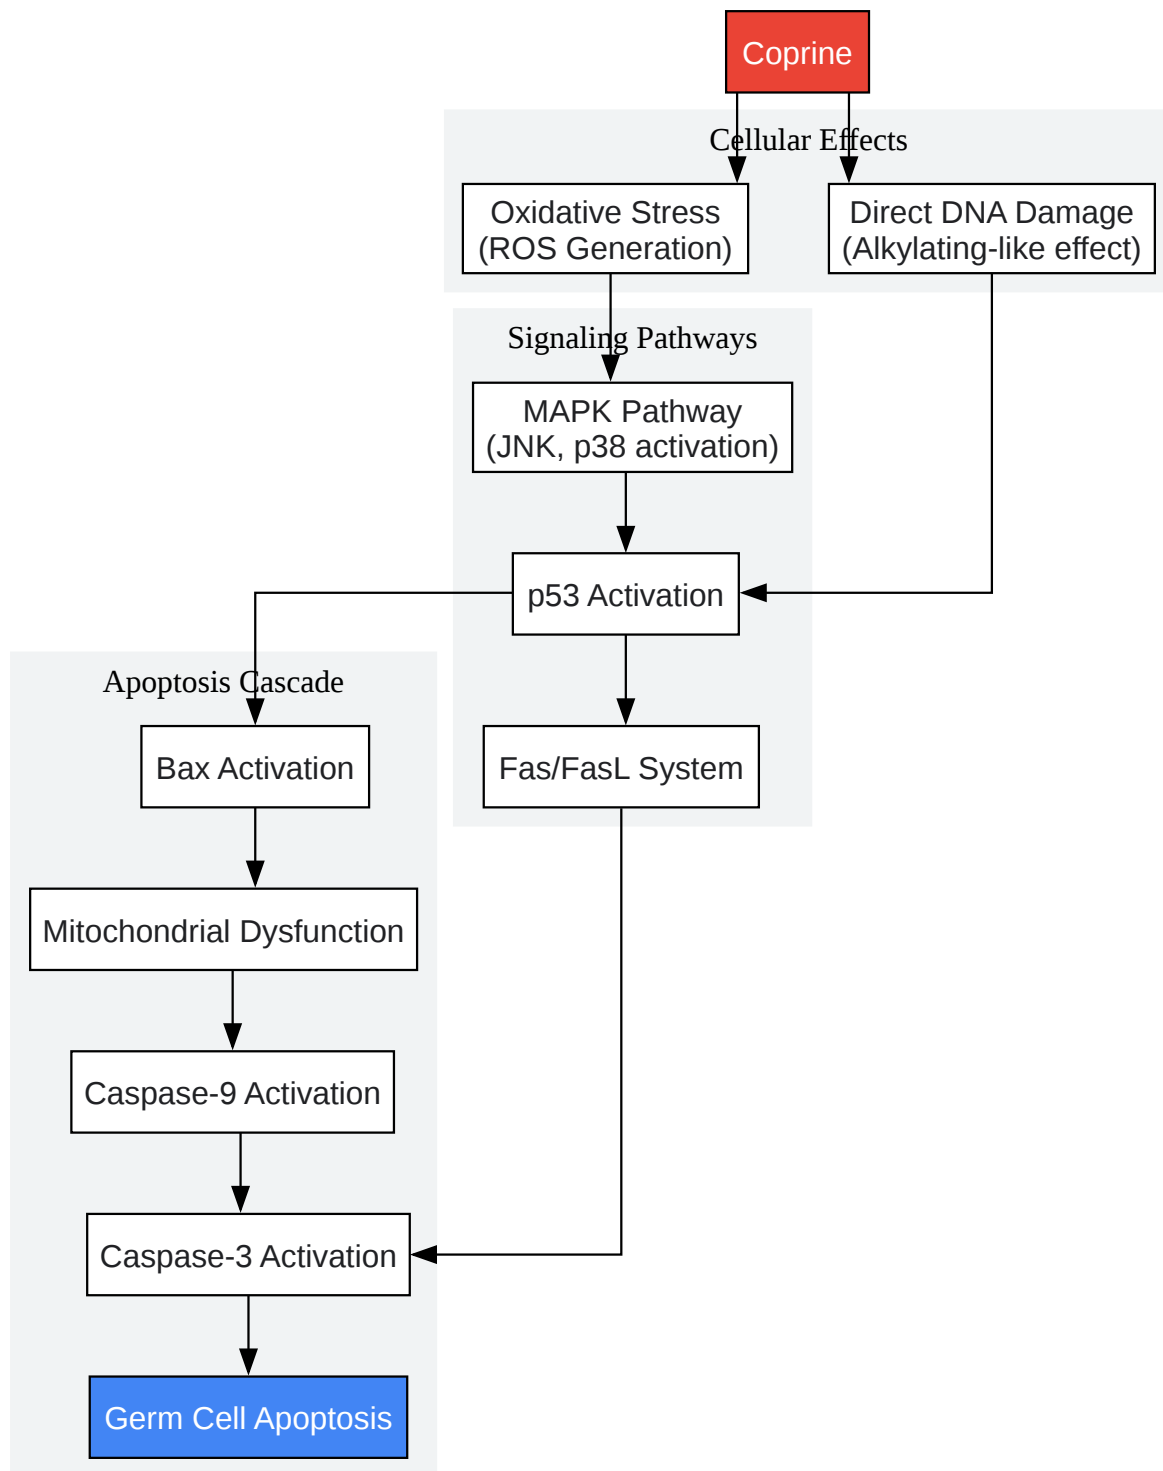 Coprine
Cellular Effects
Oxidative Stress
(ROS Generation)
Direct DNA Damage
(Alkylating-like effect)
Signaling Pathways
MAPK Pathway
(JNK, p38 activation)
p53 Activation
Fas/FasL System
Apoptosis Cascade
Bax Activation
Mitochondrial Dysfunction
Caspase-9 Activation
Caspase-3 Activation
Germ Cell Apoptosis